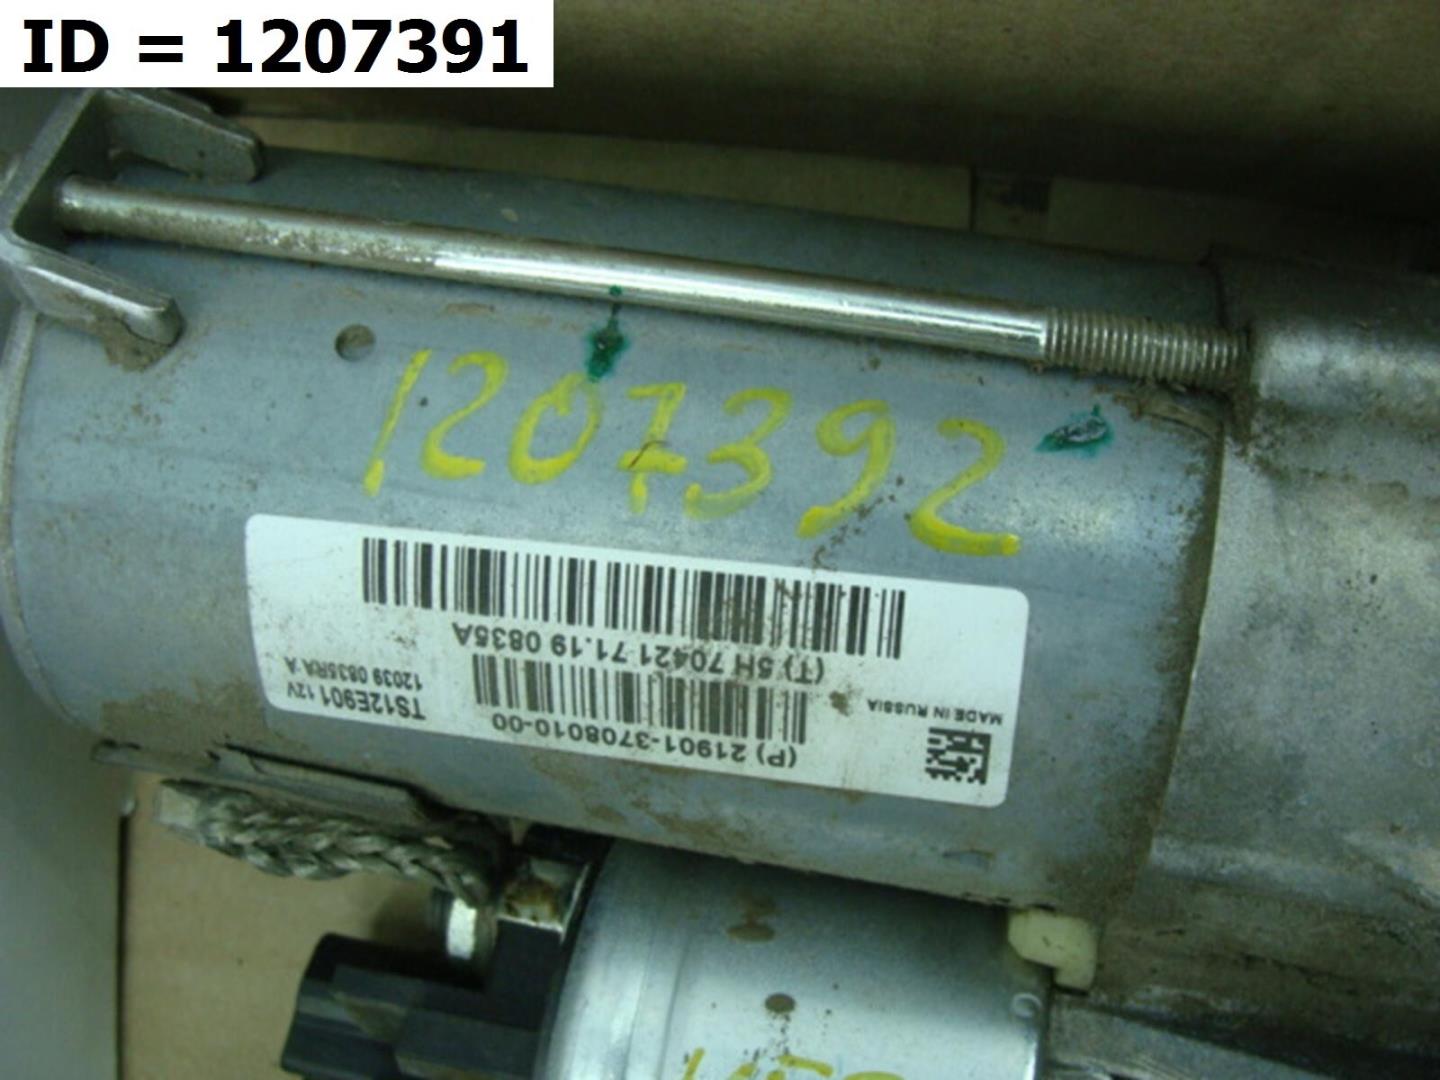 ID = 1207391
1207392
(P) 21901-3708010-00
TS12E901 12V
12039 0835RA A
MADE IN RUSSIA
(T) 5H 70421 71.19 0835A